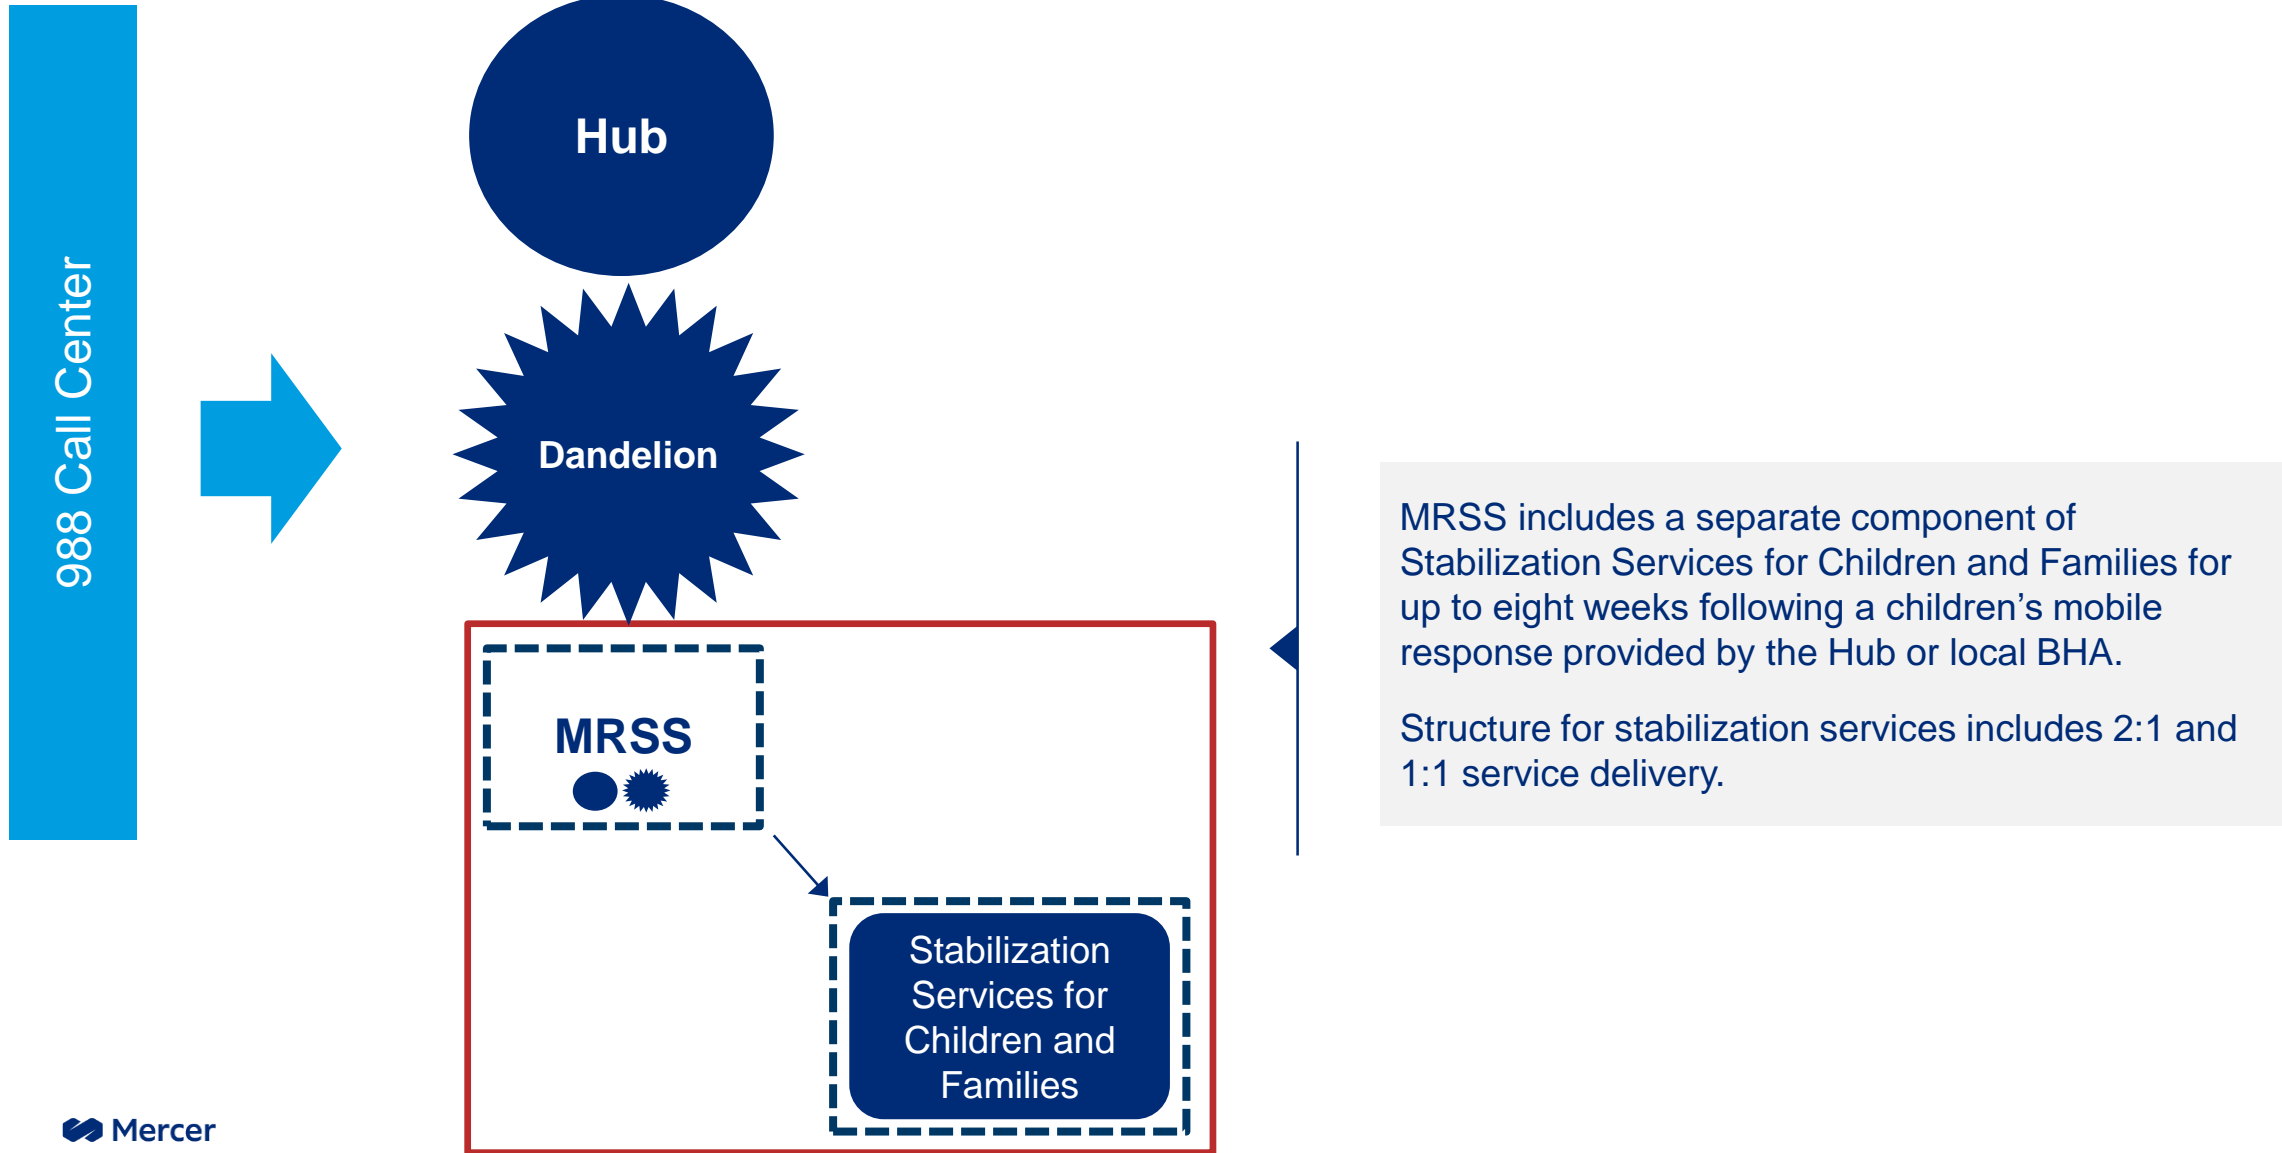 988 Call Center
Hub
Dandelion
MRSS
Stabilization
Services for
Children and
Families
MRSS includes a separate component of
Stabilization Services for Children and Families for
up to eight weeks following a children’s mobile
response provided by the Hub or local BHA.
Structure for stabilization services includes 2:1 and
1:1 service delivery.
Mercer